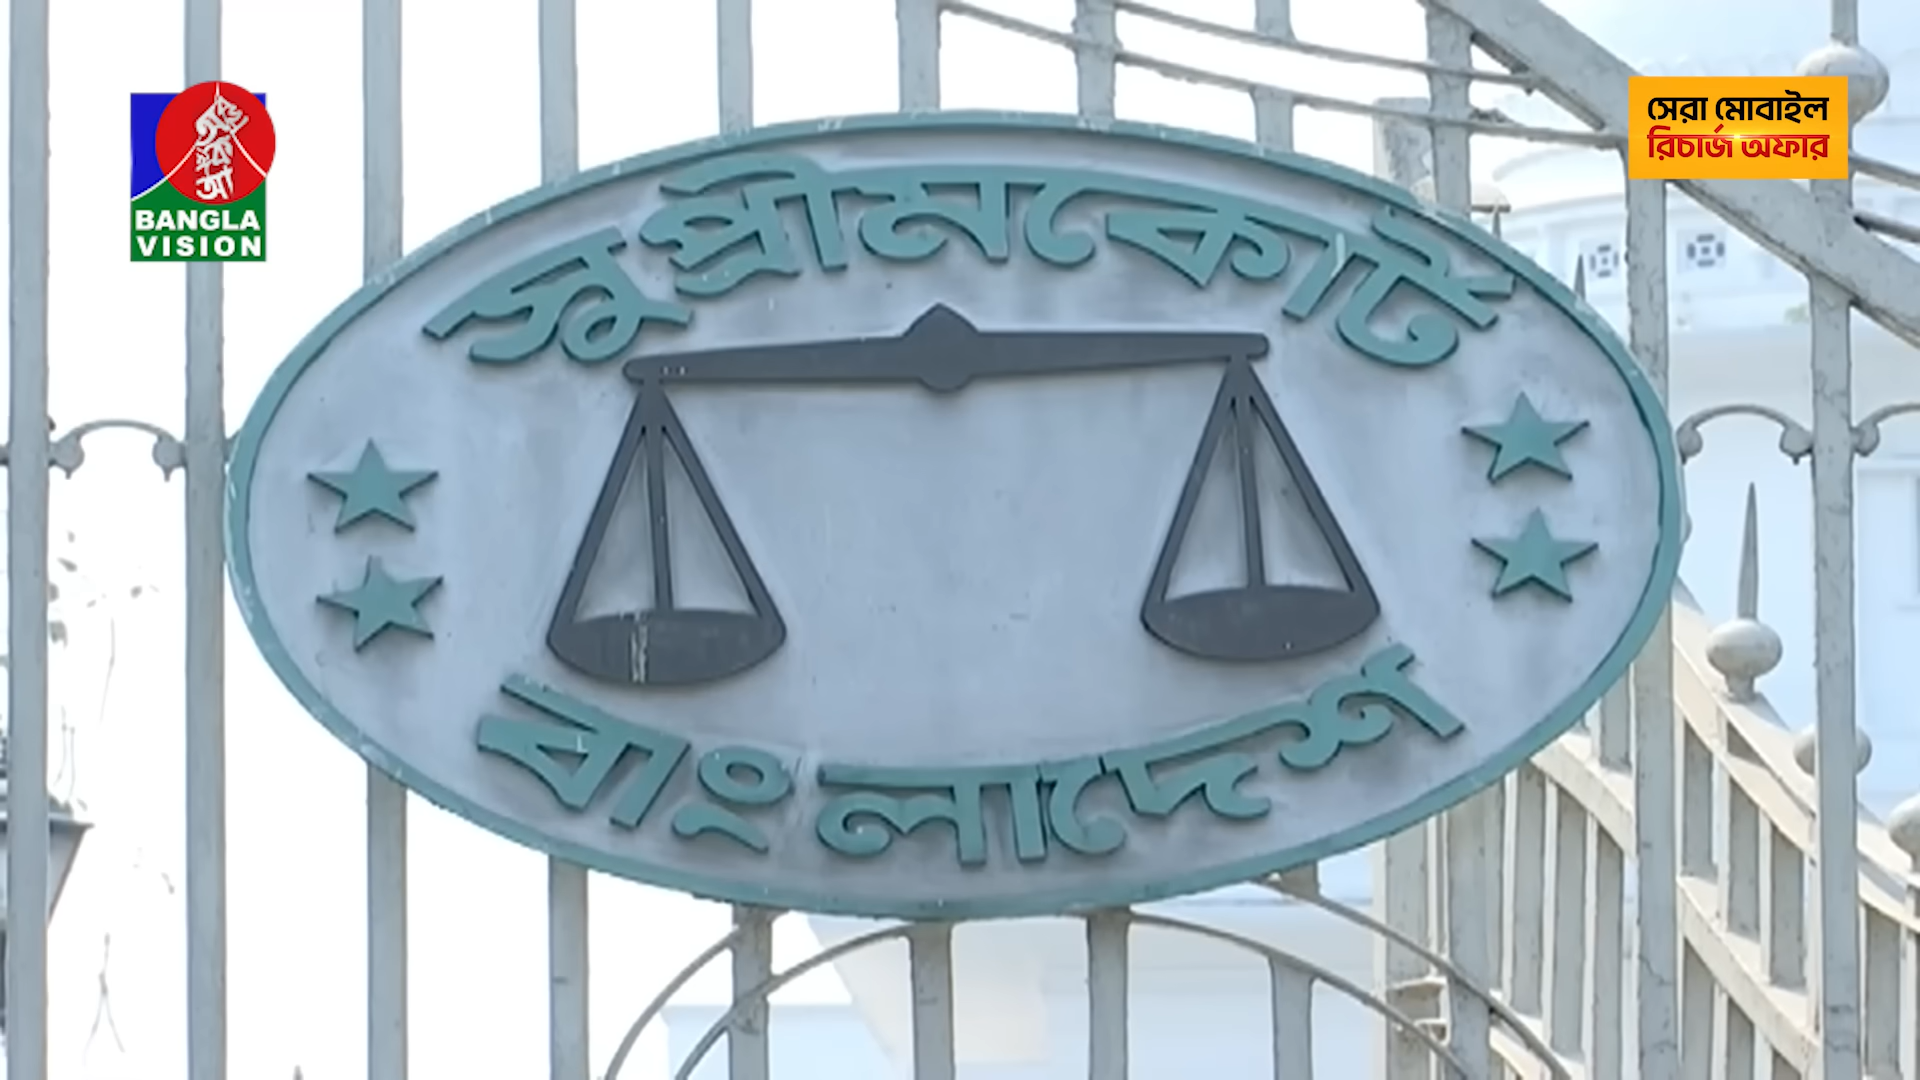 BANGLA
VISION
সেরা মোবাইল
রিচার্জ অফার
সুপ্রীমকোর্ট
বাংলাদেশ